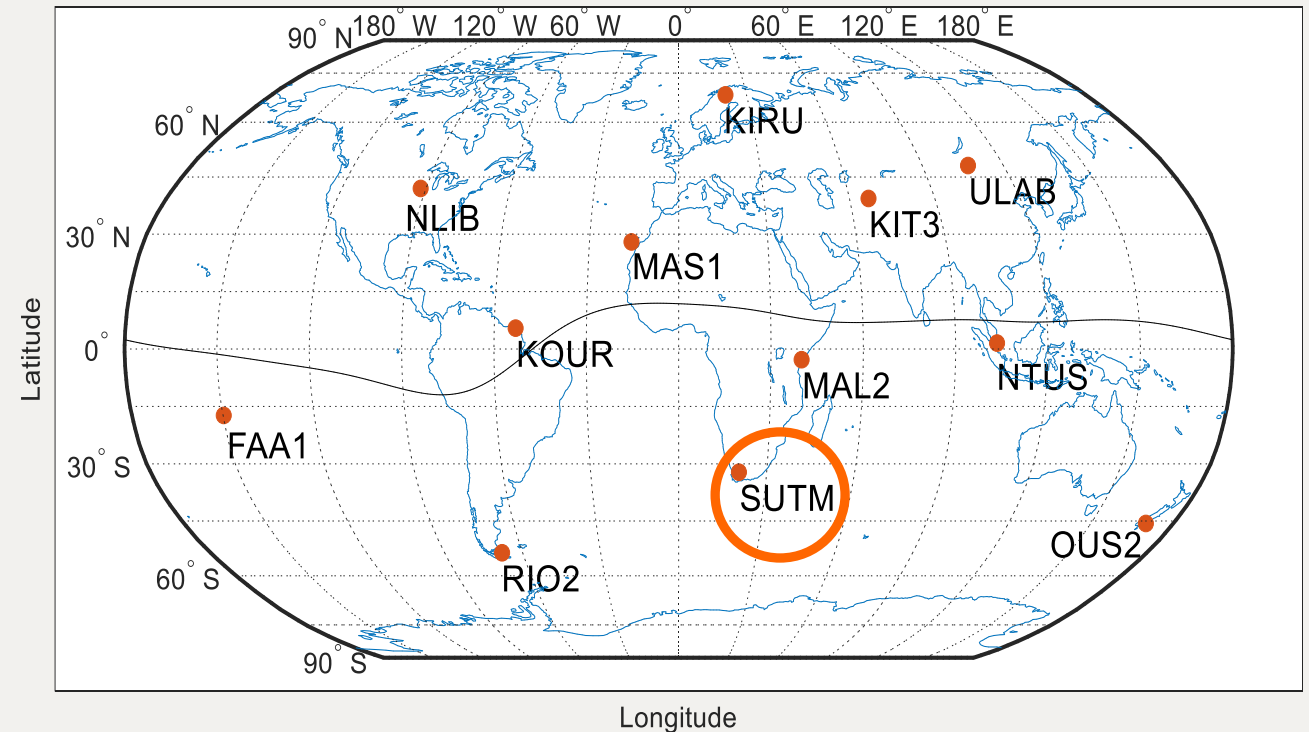 180° W 120° W 60° W 0° 60° E 120° E 180° E
90° N
KIRU
60° N
ULAB
NLIB
KIT3
30° N
MAS1
KOUR
0°
NTUS
MAL2
FAA1
30° S
SUTM
OUS2
60° S
RIO2
90° S
Latitude
Longitude